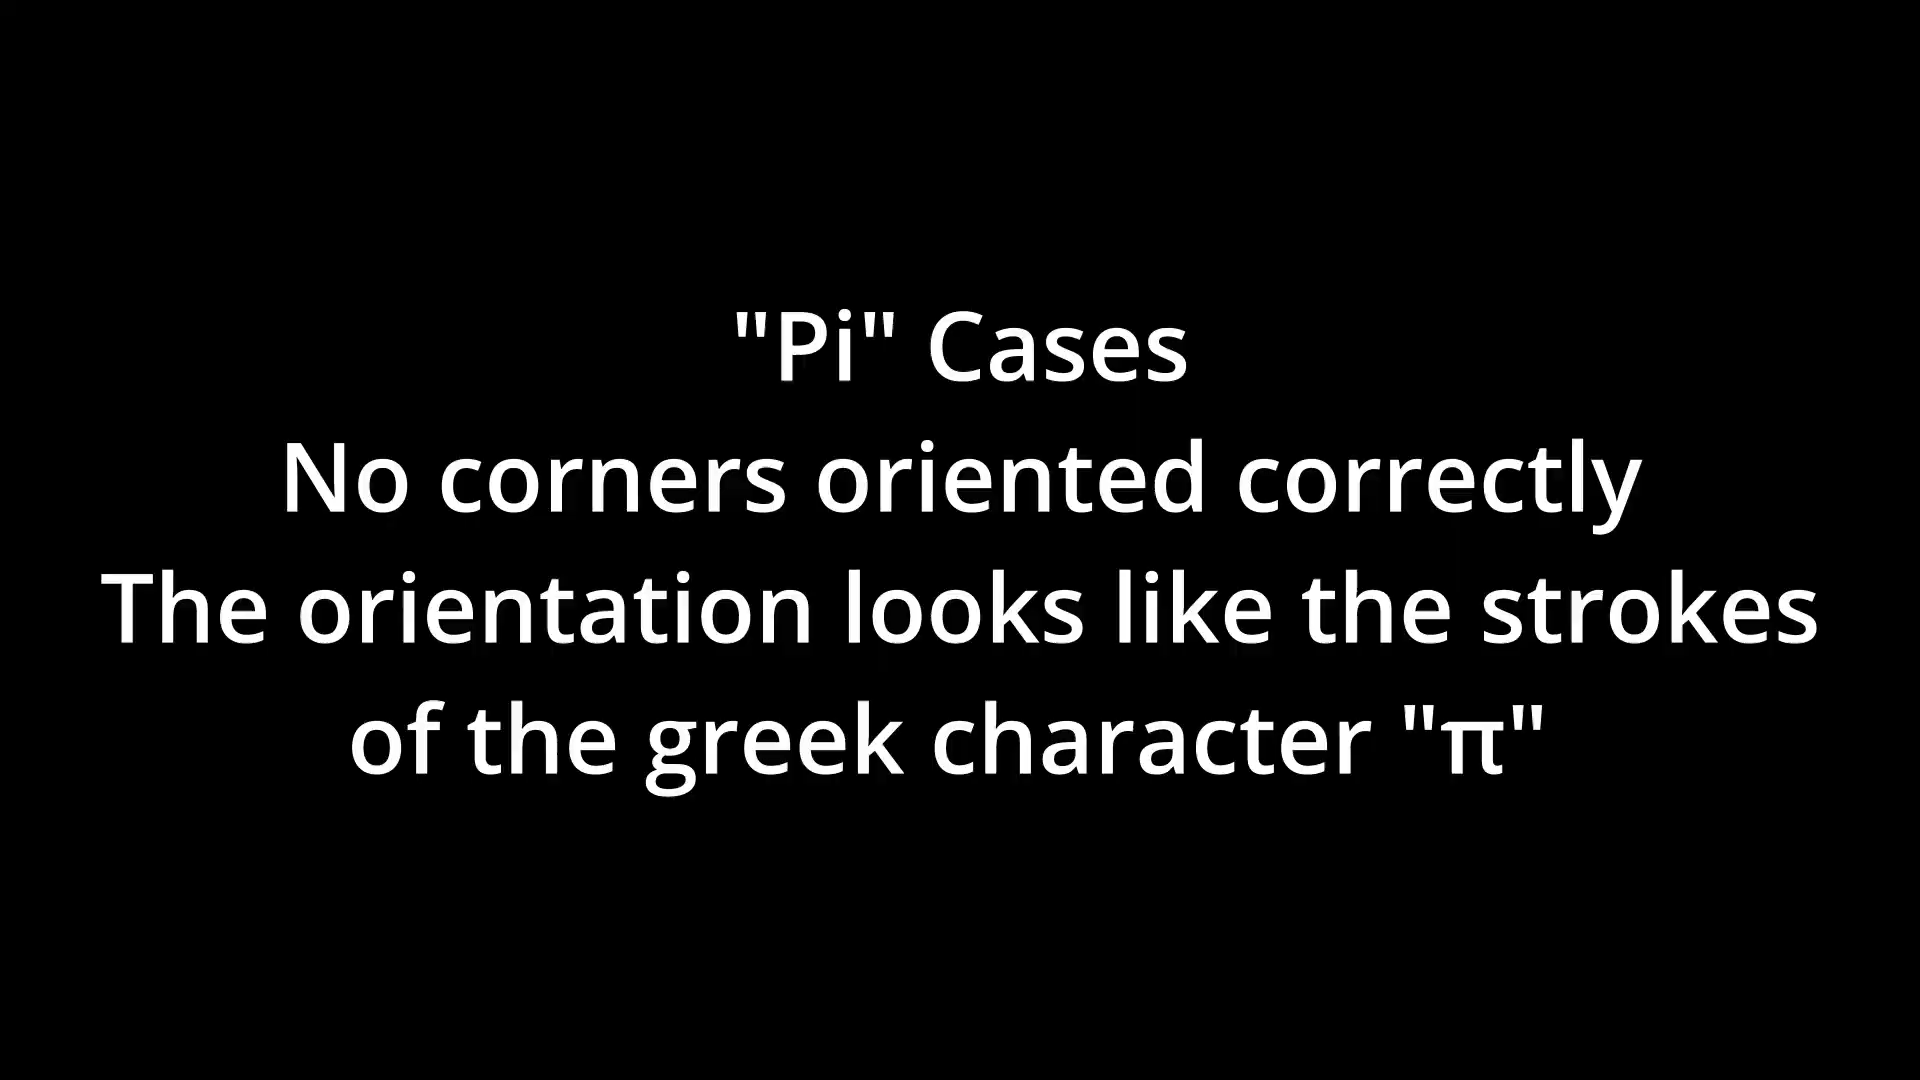 "Pi" Cases
No corners oriented correctly
The orientation looks like the strokes
of the greek character "π"